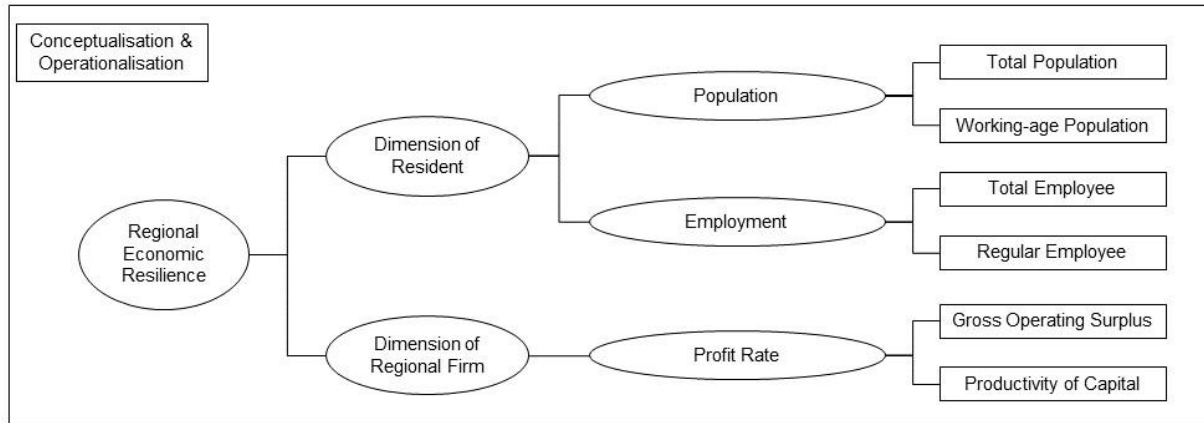 Conceptualisation &
Operationalisation
Regional
Economic
Resilience
Dimension of
Resident
Dimension of
Regional Firm
Population
Employment
Profit Rate
Total Population
Working-age Population
Total Employee
Regular Employee
Gross Operating Surplus
Productivity of Capital